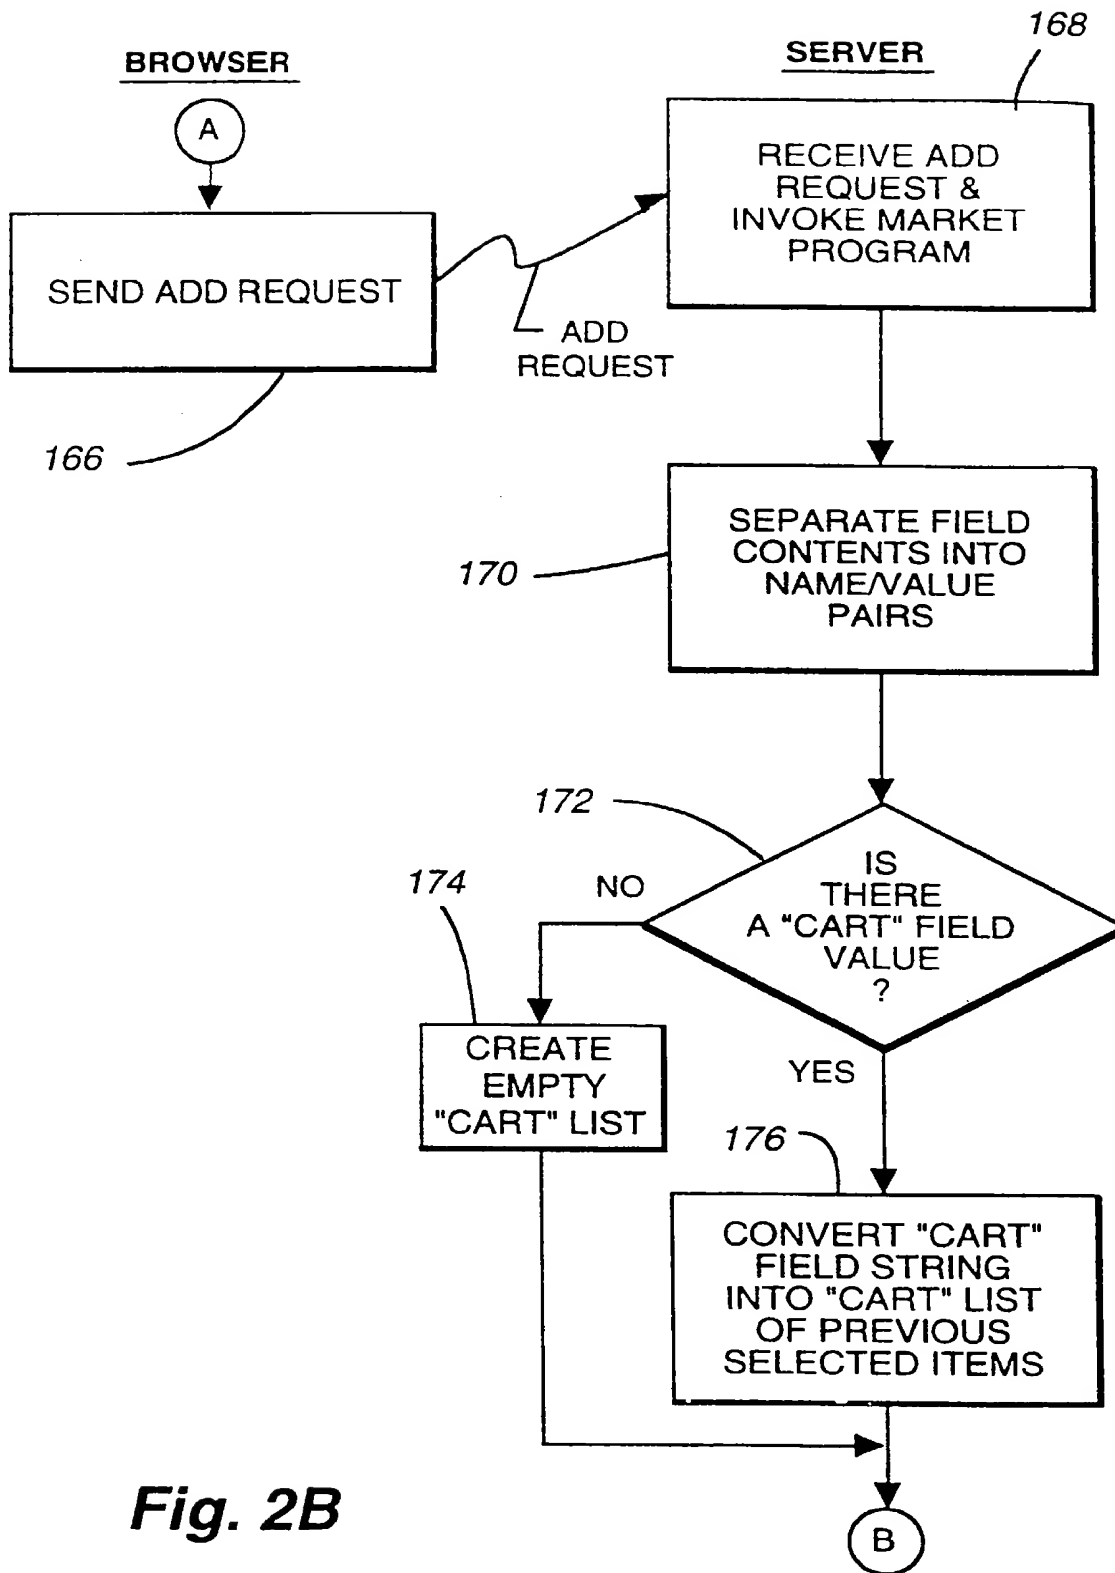 BROWSER
A
SEND ADD REQUEST
166
ADD
REQUEST
SERVER
168
RECEIVE ADD
REQUEST &
INVOKE MARKET
PROGRAM
170
SEPARATE FIELD
CONTENTS INTO
NAME/VALUE
PAIRS
172
IS
THERE
A "CART" FIELD
VALUE
?
NO
174
CREATE
EMPTY
"CART" LIST
YES
176
CONVERT "CART"
FIELD STRING
INTO "CART" LIST
OF PREVIOUS
SELECTED ITEMS
B
Fig. 2B